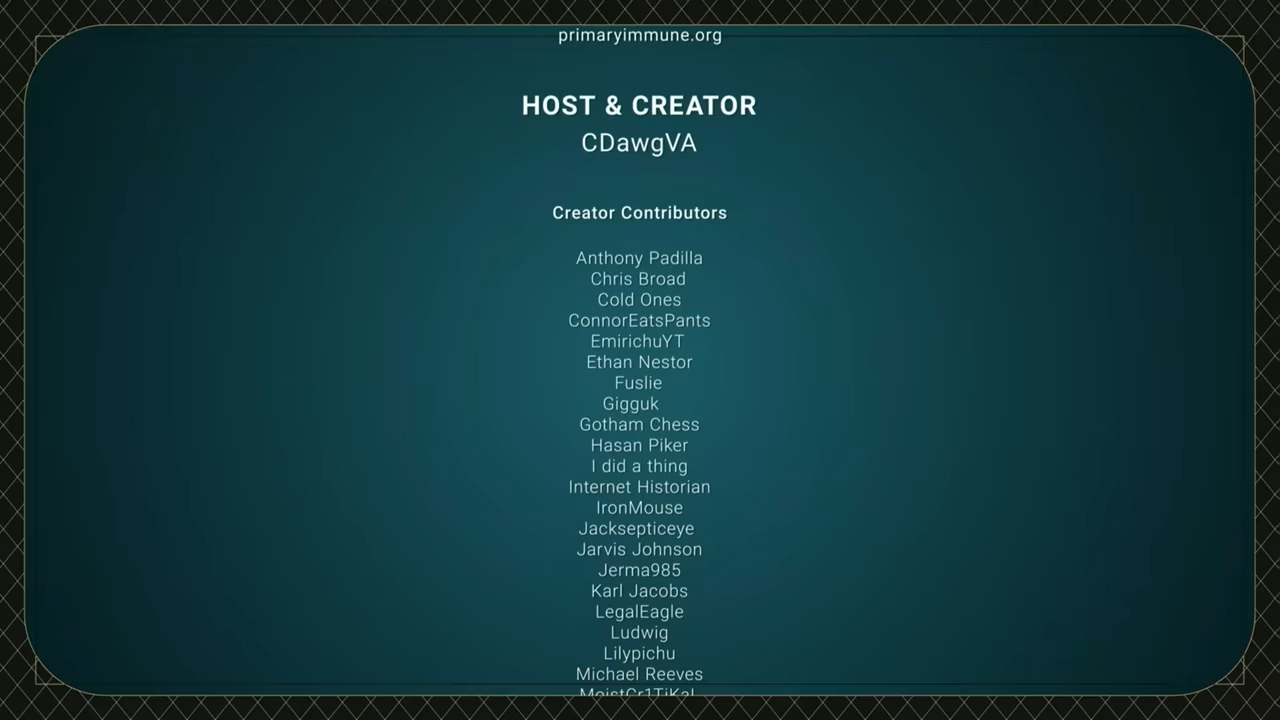 primaryimmune.org
HOST & CREATOR
CDawgVA
Creator Contributors
Anthony Padilla
Chris Broad
Cold Ones
ConnorEatsPants
EmirichuYT
Ethan Nestor
Fuslie
Gigguk
Gotham Chess
Hasan Piker
I did a thing
Internet Historian
IronMouse
Jacksepticeye
Jarvis Johnson
Jerma985
Karl Jacobs
LegalEagle
Ludwig
Lilypichu
Michael Reeves
MoistCr1TiKaL